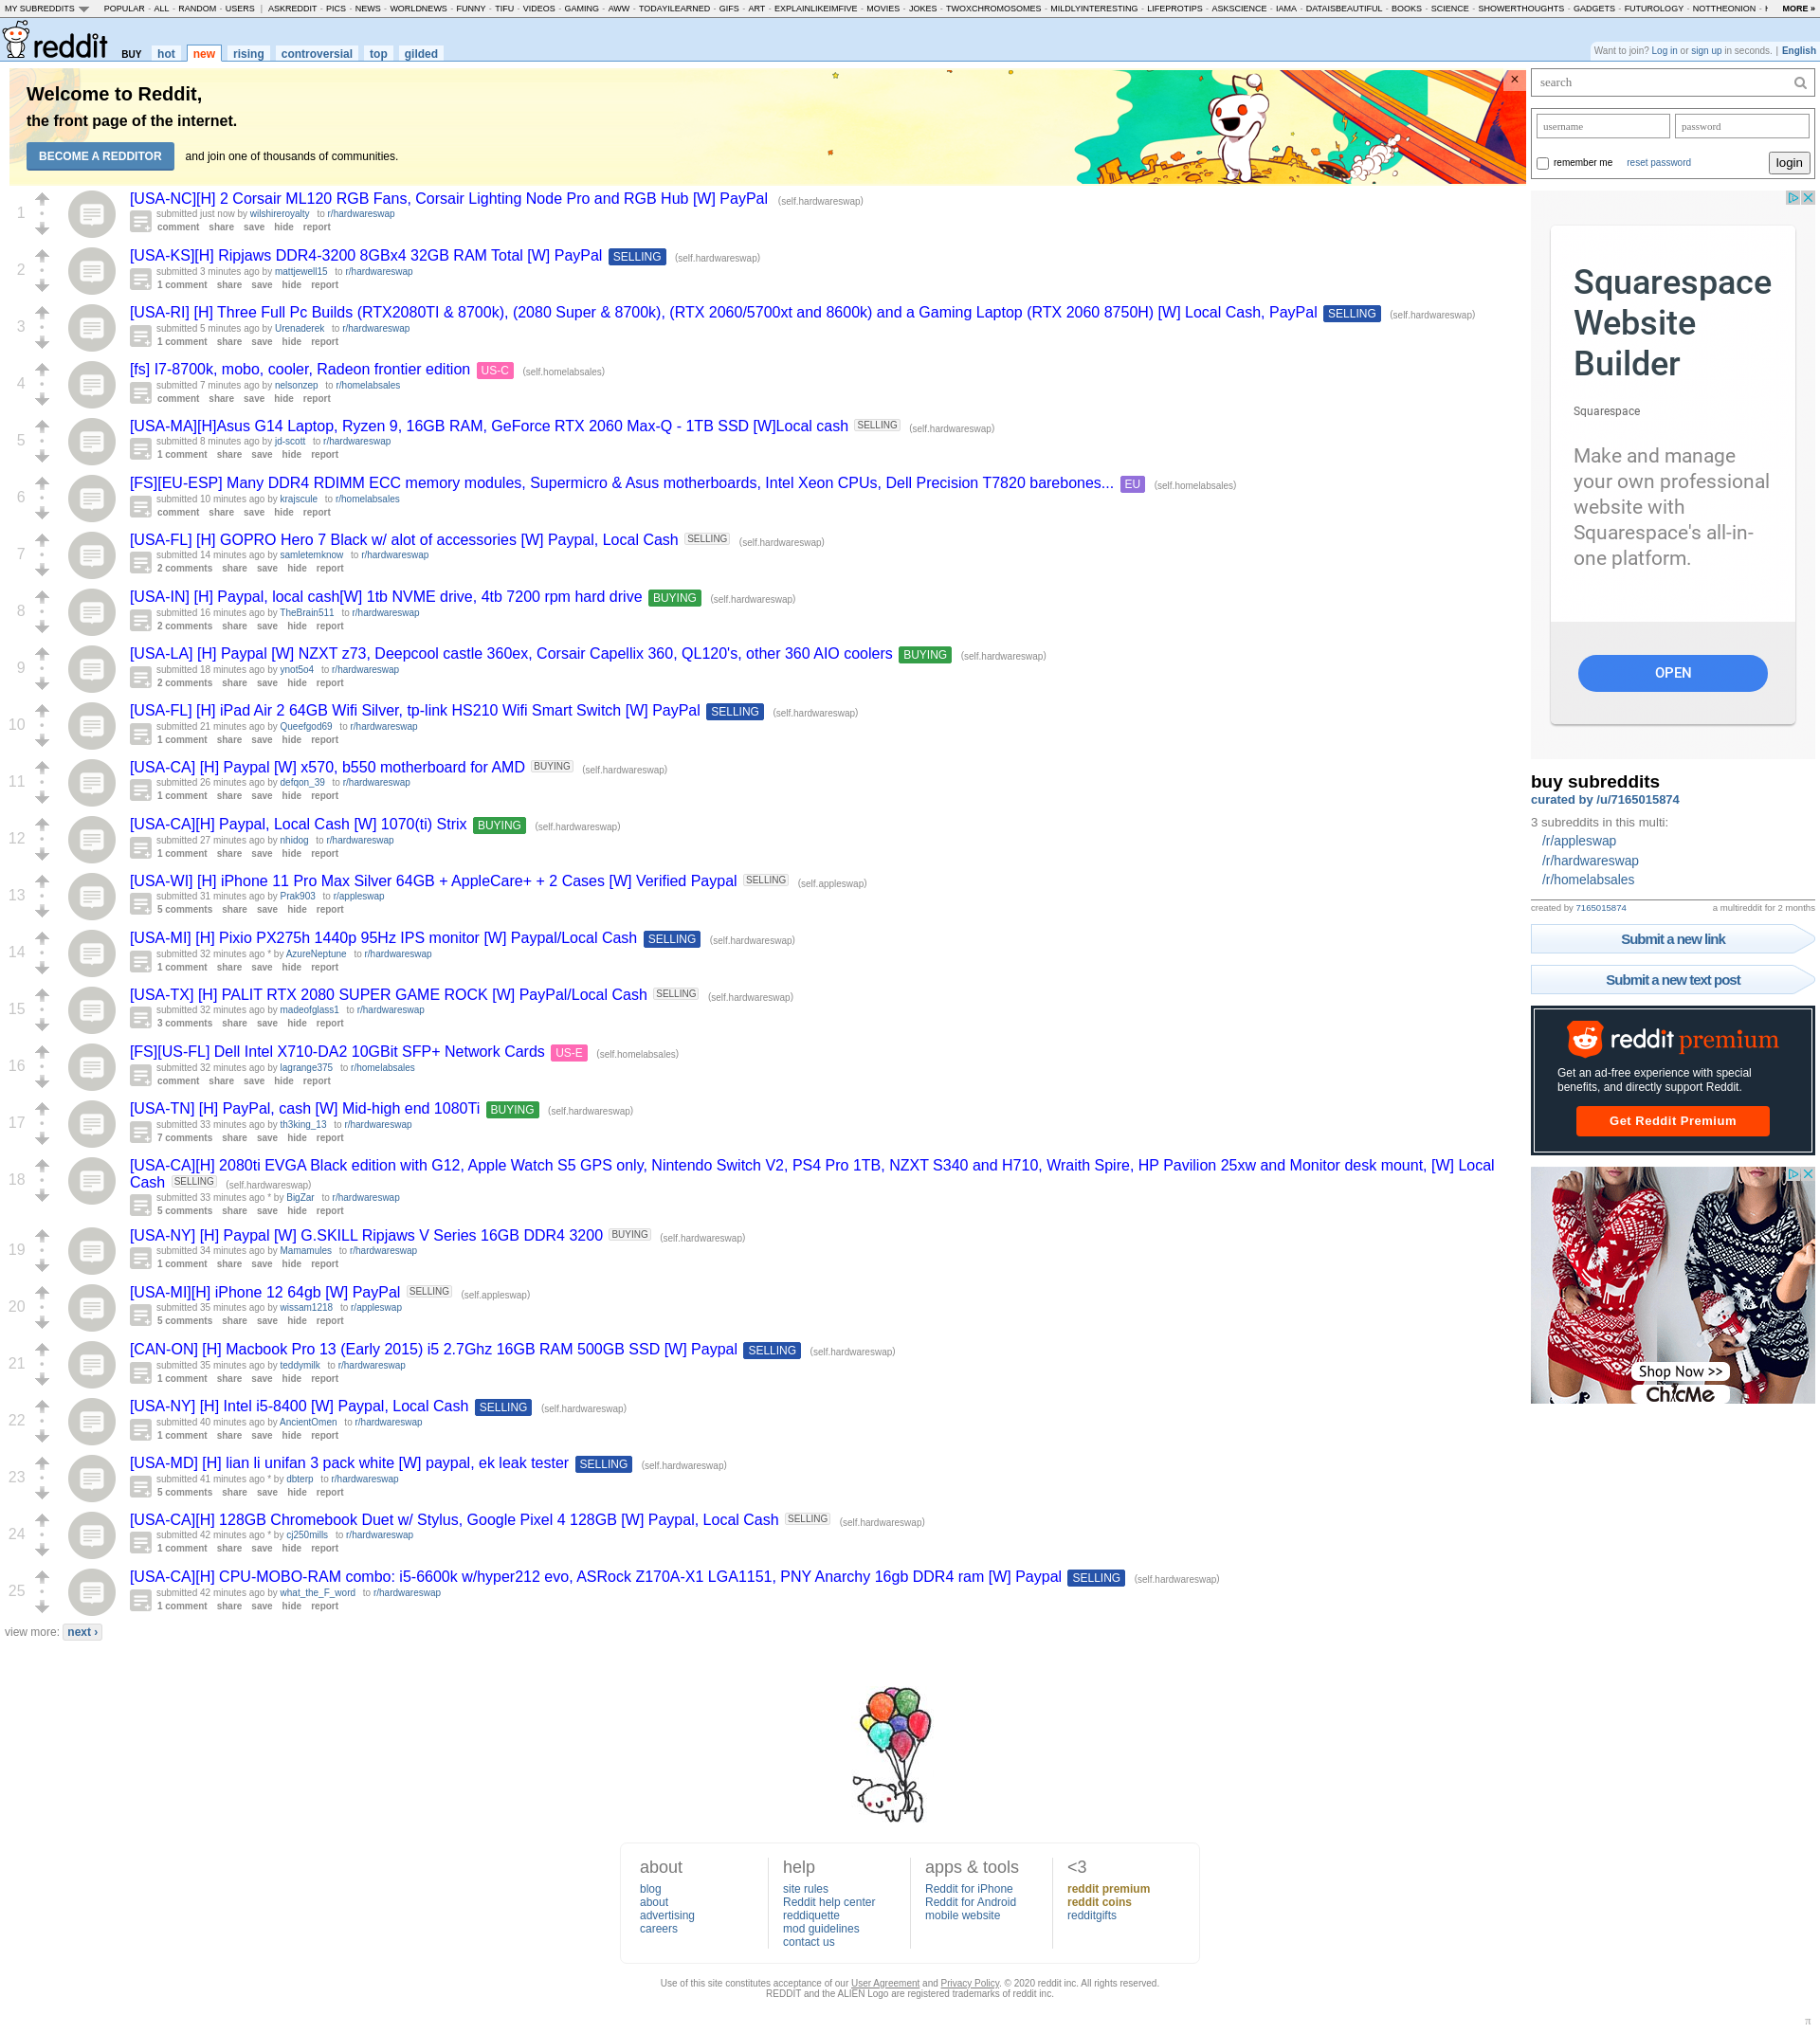 MY SUBREDDITS POPULAR - ALL - RANDOM - USERS | ASKREDDIT - PICS - NEWS - WORLDNEWS - FUNNY - TIFU - VIDEOS - GAMING - AWW - TODAYILEARNED - GIFS - ART - EXPLAINLIKEIMFIVE - MOVIES - JOKES - TWOXCHROMOSOMES - MILDLYINTERESTING - LIFEPROTIPS - ASKSCIENCE - IAMA - DATAISBEAUTIFUL - BOOKS - SCIENCE - SHOWERTHOUGHTS - GADGETS - FUTUROLOGY - NOTTHEONION - MORE »
reddit BUY hot new rising controversial top gilded
Want to join? Log in or sign up in seconds. | English
Welcome to Reddit,
the front page of the internet.
BECOME A REDDITOR and join one of thousands of communities.
×
1
[USA-NC][H] 2 Corsair ML120 RGB Fans, Corsair Lighting Node Pro and RGB Hub [W] PayPal (self.hardwareswap)
submitted just now by wilshireroyalty to r/hardwareswap
comment share save hide report
2
[USA-KS][H] Ripjaws DDR4-3200 8GBx4 32GB RAM Total [W] PayPal SELLING (self.hardwareswap)
submitted 3 minutes ago by mattjewell15 to r/hardwareswap
1 comment share save hide report
3
[USA-RI] [H] Three Full Pc Builds (RTX2080TI & 8700k), (2080 Super & 8700k), (RTX 2060/5700xt and 8600k) and a Gaming Laptop (RTX 2060 8750H) [W] Local Cash, PayPal SELLING (self.hardwareswap)
submitted 5 minutes ago by Urenaderek to r/hardwareswap
1 comment share save hide report
4
[fs] I7-8700k, mobo, cooler, Radeon frontier edition US-C (self.homelabsales)
submitted 7 minutes ago by nelsonzep to r/homelabsales
comment share save hide report
5
[USA-MA][H]Asus G14 Laptop, Ryzen 9, 16GB RAM, GeForce RTX 2060 Max-Q - 1TB SSD [W]Local cash SELLING (self.hardwareswap)
submitted 8 minutes ago by jd-scott to r/hardwareswap
1 comment share save hide report
6
[FS][EU-ESP] Many DDR4 RDIMM ECC memory modules, Supermicro & Asus motherboards, Intel Xeon CPUs, Dell Precision T7820 barebones... EU (self.homelabsales)
submitted 10 minutes ago by krajscule to r/homelabsales
comment share save hide report
7
[USA-FL] [H] GOPRO Hero 7 Black w/ alot of accessories [W] Paypal, Local Cash SELLING (self.hardwareswap)
submitted 14 minutes ago by samletemknow to r/hardwareswap
2 comments share save hide report
8
[USA-IN] [H] Paypal, local cash[W] 1tb NVME drive, 4tb 7200 rpm hard drive BUYING (self.hardwareswap)
submitted 16 minutes ago by TheBrain511 to r/hardwareswap
2 comments share save hide report
9
[USA-LA] [H] Paypal [W] NZXT z73, Deepcool castle 360ex, Corsair Capellix 360, QL120's, other 360 AIO coolers BUYING (self.hardwareswap)
submitted 18 minutes ago by ynot5o4 to r/hardwareswap
2 comments share save hide report
10
[USA-FL] [H] iPad Air 2 64GB Wifi Silver, tp-link HS210 Wifi Smart Switch [W] PayPal SELLING (self.hardwareswap)
submitted 21 minutes ago by Queefgod69 to r/hardwareswap
1 comment share save hide report
11
[USA-CA] [H] Paypal [W] x570, b550 motherboard for AMD BUYING (self.hardwareswap)
submitted 26 minutes ago by defqon_39 to r/hardwareswap
1 comment share save hide report
12
[USA-CA][H] Paypal, Local Cash [W] 1070(ti) Strix BUYING (self.hardwareswap)
submitted 27 minutes ago by nhidog to r/hardwareswap
1 comment share save hide report
13
[USA-WI] [H] iPhone 11 Pro Max Silver 64GB + AppleCare+ + 2 Cases [W] Verified Paypal SELLING (self.appleswap)
submitted 31 minutes ago by Prak903 to r/appleswap
5 comments share save hide report
14
[USA-MI] [H] Pixio PX275h 1440p 95Hz IPS monitor [W] Paypal/Local Cash SELLING (self.hardwareswap)
submitted 32 minutes ago * by AzureNeptune to r/hardwareswap
1 comment share save hide report
15
[USA-TX] [H] PALIT RTX 2080 SUPER GAME ROCK [W] PayPal/Local Cash SELLING (self.hardwareswap)
submitted 32 minutes ago by madeofglass1 to r/hardwareswap
3 comments share save hide report
16
[FS][US-FL] Dell Intel X710-DA2 10GBit SFP+ Network Cards US-E (self.homelabsales)
submitted 32 minutes ago by lagrange375 to r/homelabsales
comment share save hide report
17
[USA-TN] [H] PayPal, cash [W] Mid-high end 1080Ti BUYING (self.hardwareswap)
submitted 33 minutes ago by th3king_13 to r/hardwareswap
7 comments share save hide report
18
[USA-CA][H] 2080ti EVGA Black edition with G12, Apple Watch S5 GPS only, Nintendo Switch V2, PS4 Pro 1TB, NZXT S340 and H710, Wraith Spire, HP Pavilion 25xw and Monitor desk mount, [W] Local
Cash SELLING (self.hardwareswap)
submitted 33 minutes ago * by BigZar to r/hardwareswap
5 comments share save hide report
19
[USA-NY] [H] Paypal [W] G.SKILL Ripjaws V Series 16GB DDR4 3200 BUYING (self.hardwareswap)
submitted 34 minutes ago by Mamamules to r/hardwareswap
1 comment share save hide report
20
[USA-MI][H] iPhone 12 64gb [W] PayPal SELLING (self.appleswap)
submitted 35 minutes ago by wissam1218 to r/appleswap
5 comments share save hide report
21
[CAN-ON] [H] Macbook Pro 13 (Early 2015) i5 2.7Ghz 16GB RAM 500GB SSD [W] Paypal SELLING (self.hardwareswap)
submitted 35 minutes ago by teddymilk to r/hardwareswap
1 comment share save hide report
22
[USA-NY] [H] Intel i5-8400 [W] Paypal, Local Cash SELLING (self.hardwareswap)
submitted 40 minutes ago by AncientOmen to r/hardwareswap
1 comment share save hide report
23
[USA-MD] [H] lian li unifan 3 pack white [W] paypal, ek leak tester SELLING (self.hardwareswap)
submitted 41 minutes ago * by dbterp to r/hardwareswap
5 comments share save hide report
24
[USA-CA][H] 128GB Chromebook Duet w/ Stylus, Google Pixel 4 128GB [W] Paypal, Local Cash SELLING (self.hardwareswap)
submitted 42 minutes ago * by cj250mills to r/hardwareswap
1 comment share save hide report
25
[USA-CA][H] CPU-MOBO-RAM combo: i5-6600k w/hyper212 evo, ASRock Z170A-X1 LGA1151, PNY Anarchy 16gb DDR4 ram [W] Paypal SELLING (self.hardwareswap)
submitted 42 minutes ago by what_the_F_word to r/hardwareswap
1 comment share save hide report
view more: next ›
search
username password
remember me reset password login
Squarespace
Website
Builder
Squarespace
Make and manage
your own professional
website with
Squarespace's all-in-
one platform.
OPEN
buy subreddits
curated by /u/7165015874
3 subreddits in this multi:
/r/appleswap
/r/hardwareswap
/r/homelabsales
created by 7165015874 a multireddit for 2 months
Submit a new link
Submit a new text post
reddit premium
Get an ad-free experience with special
benefits, and directly support Reddit.
Get Reddit Premium
Shop Now >>
ChicMe
about
blog
about
advertising
careers
help
site rules
Reddit help center
reddiquette
mod guidelines
contact us
apps & tools
Reddit for iPhone
Reddit for Android
mobile website
<3
reddit premium
reddit coins
redditgifts
Use of this site constitutes acceptance of our User Agreement and Privacy Policy. © 2020 reddit inc. All rights reserved.
REDDIT and the ALIEN Logo are registered trademarks of reddit inc.
π